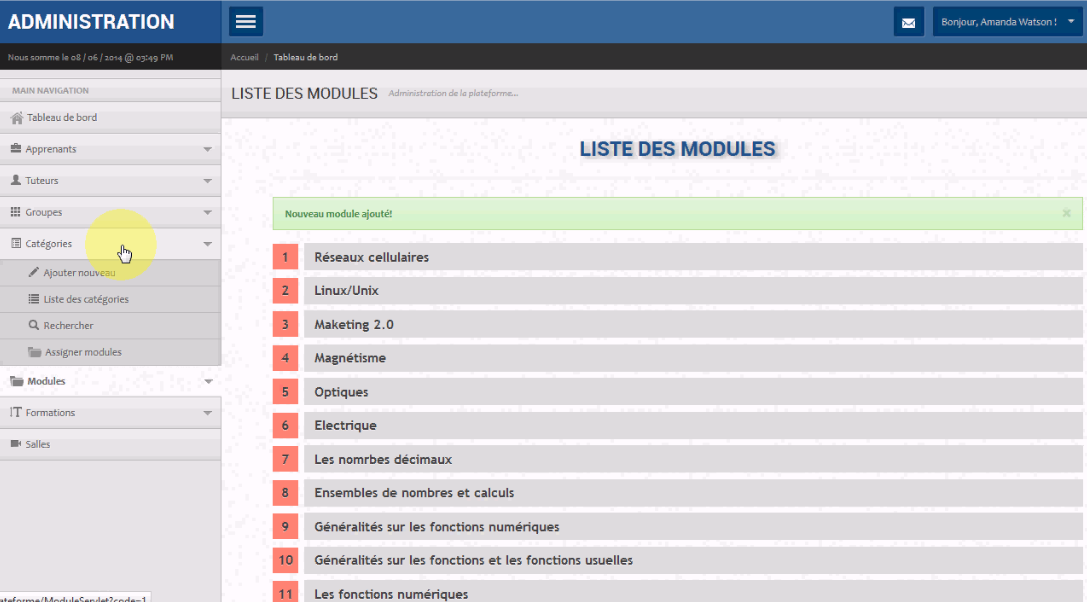 ADMINISTRATION
Bonjour, Amanda Watson !
Nous somme le 08 / 06 / 2014 @ 03:49 PM
Accueil / Tableau de bord
MAIN NAVIGATION
LISTE DES MODULES Administration de la plateforme...
Tableau de bord
Apprenants
Tuteurs
Groupes
Catégories
Ajouter nouveau
Liste des catégories
Rechercher
Assigner modules
Modules
Formations
Salles
LISTE DES MODULES
Nouveau module ajouté! ×
1 Réseaux cellulaires
2 Linux/Unix
3 Maketing 2.0
4 Magnétisme
5 Optiques
6 Electrique
7 Les nomrbes décimaux
8 Ensembles de nombres et calculs
9 Généralités sur les fonctions numériques
10 Généralités sur les fonctions et les fonctions usuelles
11 Les fonctions numériques
ateforme/ModuleServlet?code=1